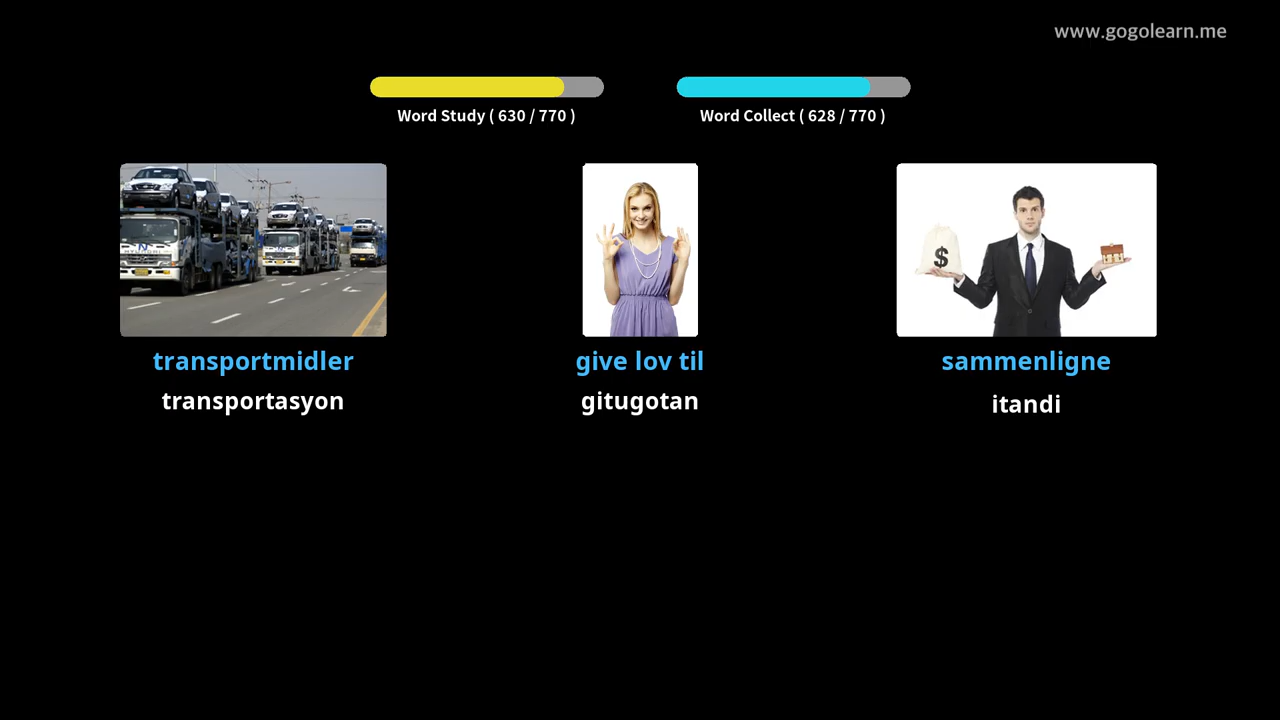 www.gogolearn.me
Word Study ( 630 / 770 )
Word Collect ( 628 / 770 )
$
transportmidler
give lov til
sammenligne
transportasyon
gitugotan
itandi